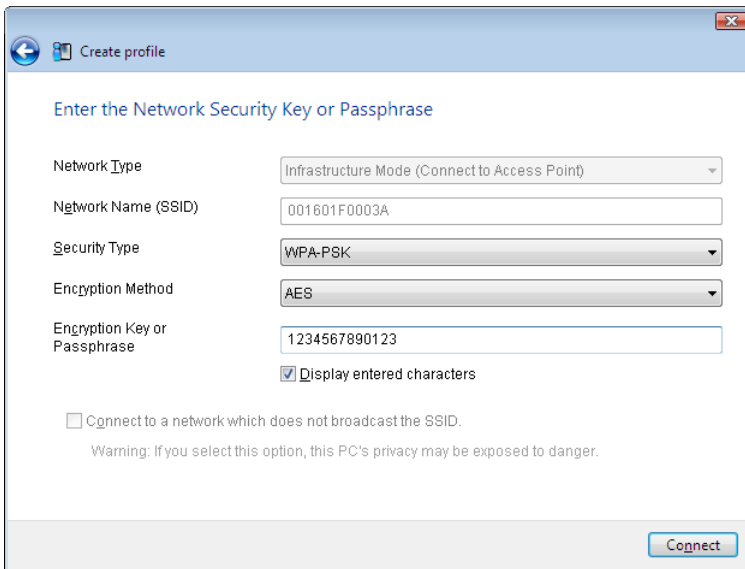 Create profile
Enter the Network Security Key or Passphrase
Network Type
Infrastructure Mode (Connect to Access Point)
Network Name (SSID)
001601F0003A
Security Type
WPA-PSK
Encryption Method
AES
Encryption Key or
Passphrase
1234567890123
Display entered characters
Connect to a network which does not broadcast the SSID.
Warning: If you select this option, this PC's privacy may be exposed to danger.
Connect